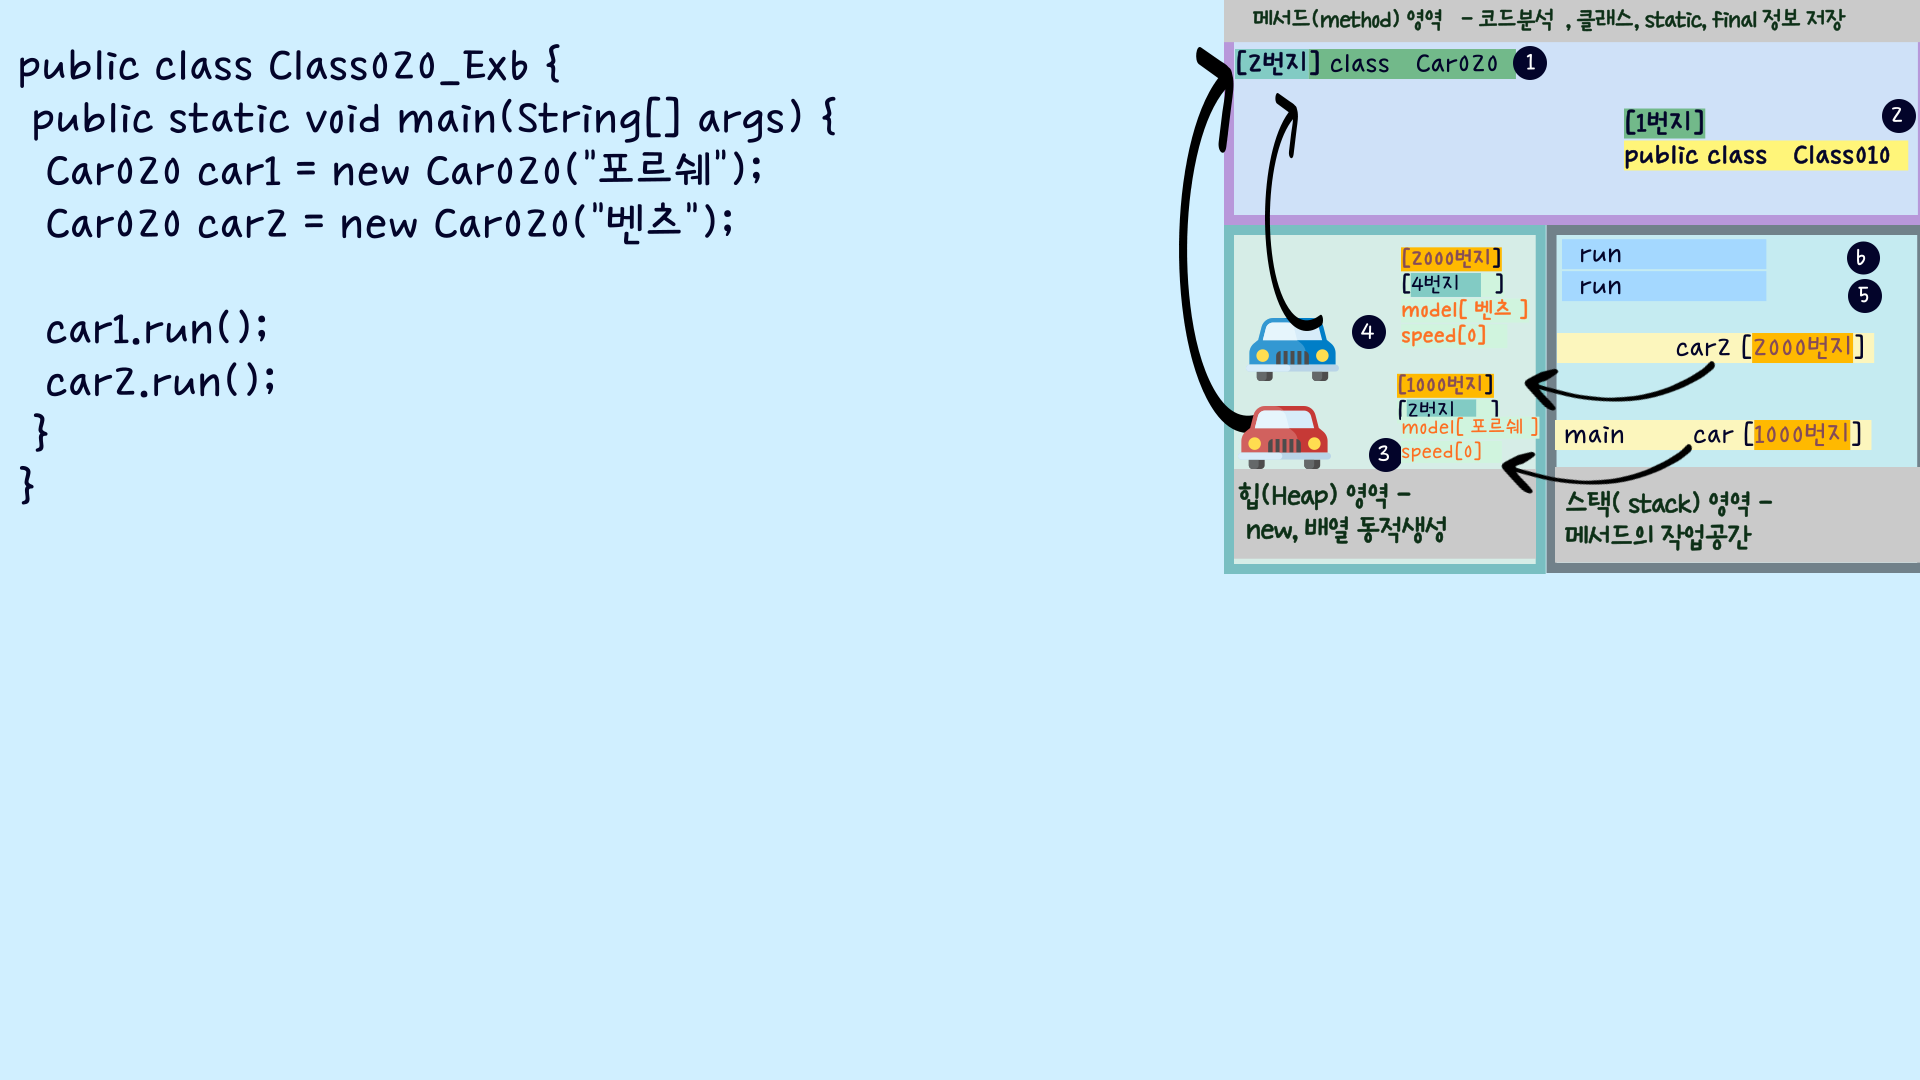 public class Class020_Exb {
public static void main(String[] args) {
Car020 car1 = new Car020("포르쉐");
Car020 car2 = new Car020("벤츠");
car1.run();
car2.run();
}
}
메서드(method) 영역 - 코드분석 , 클래스, static, final 정보 저장
[2번지] class Car020 1
2
[1번지]
public class Class010
[2000번지]
[4번지 ]
model[ 벤츠 ]
speed[0]
4
[1000번지]
[2번지 ]
model[ 포르쉐 ]
speed[0]
3
힙(Heap) 영역 -
new, 배열 동적생성
run 6
run 5
car2 [2000번지]
main car [1000번지]
스택( stack) 영역 -
메서드의 작업공간